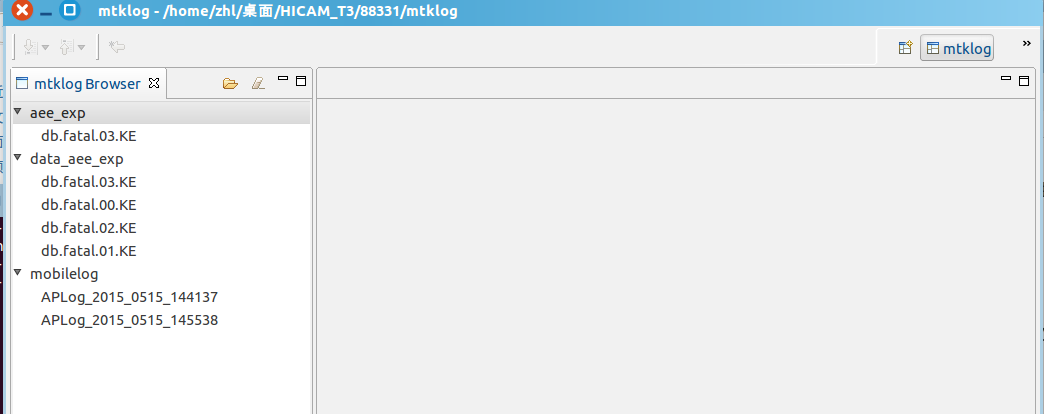 mtklog - /home/zhl/桌面/HICAM_T3/88331/mtklog
mtklog
mtklog Browser
aee_exp
db.fatal.03.KE
data_aee_exp
db.fatal.03.KE
db.fatal.00.KE
db.fatal.02.KE
db.fatal.01.KE
mobilelog
APLog_2015_0515_144137
APLog_2015_0515_145538